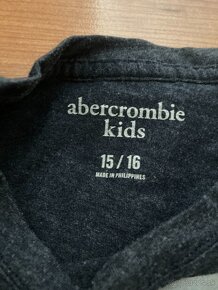 abercrombie
kids
15 / 16
MADE IN PHILIPPINES